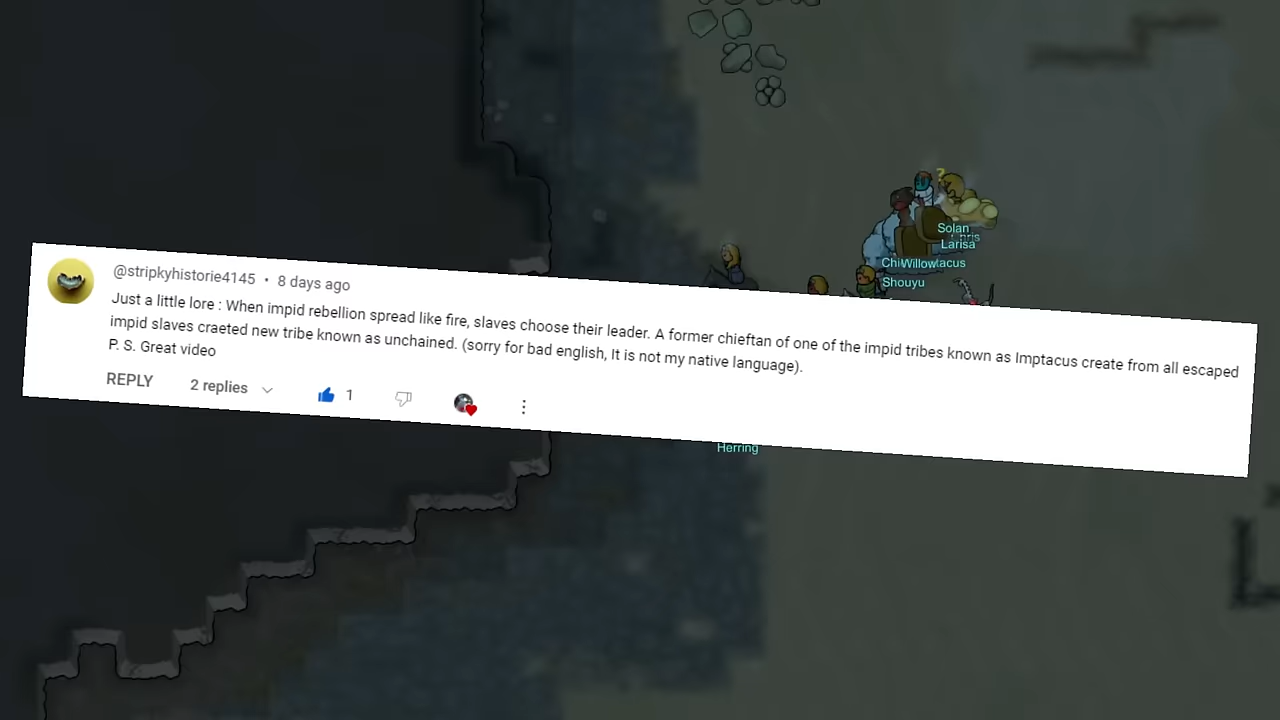 Solan
Chris
Larisa
ChiWillowtacus
Shouyu
@stripkyhistorie4145 • 8 days ago
Just a little lore : When impid rebellion spread like fire, slaves choose their leader. A former chieftan of one of the impid tribes known as Imptacus create from all escaped
impid slaves craeted new tribe known as unchained. (sorry for bad english, It is not my native language).
P. S. Great video
REPLY 2 replies 1
Herring